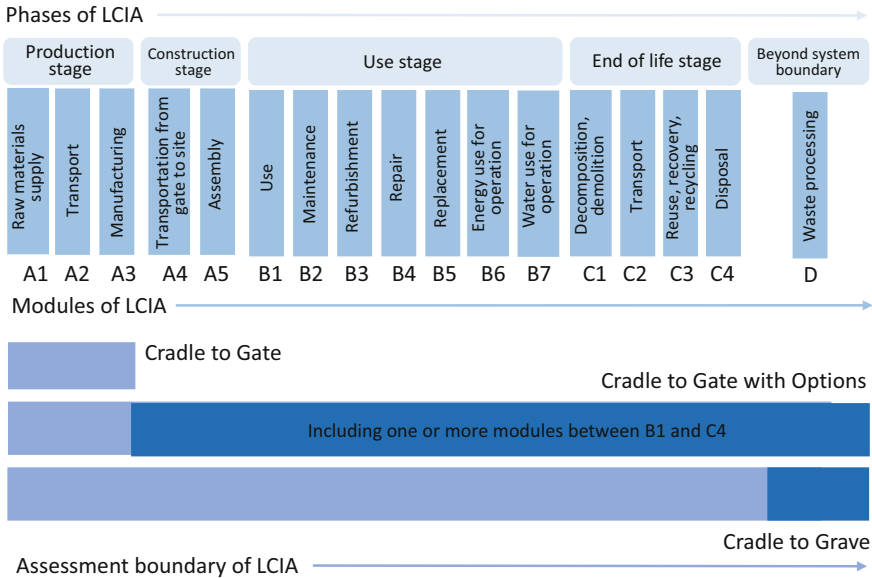 Phases of LCIA
Production
stage
Construction
stage
Use stage
End of life stage
Beyond system
boundary
Raw materials
supply
Transport
Manufacturing
Transportation from
gate to site
Assembly
Use
Maintenance
Refurbishment
Repair
Replacement
Energy use for
operation
Water use for
operation
Decomposition,
demolition
Transport
Reuse, recovery,
recycling
Disposal
Waste processing
A1 A2 A3 A4 A5 B1 B2 B3 B4 B5 B6 B7 C1 C2 C3 C4 D
Modules of LCIA
Cradle to Gate
Cradle to Gate with Options
Including one or more modules between B1 and C4
Cradle to Grave
Assessment boundary of LCIA